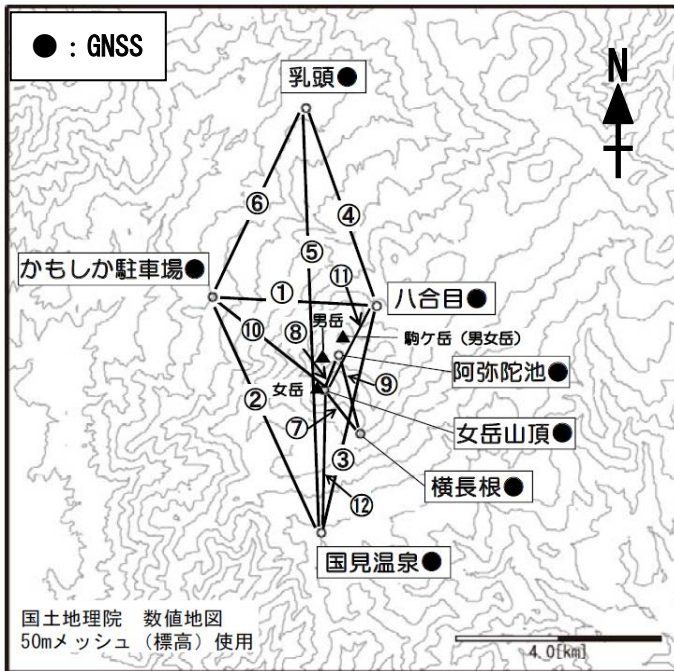 ●：GNSS
N
乳頭●
⑥
④
⑤
かもしか駐車場●
①
⑪
八合目●
⑩
⑧
男岳
駒ケ岳（男女岳）
阿弥陀池●
②
女岳
⑨
⑦
女岳山頂●
③
横長根●
⑫
国見温泉●
国土地理院　数値地図
50mメッシュ（標高）使用
4.0[km]